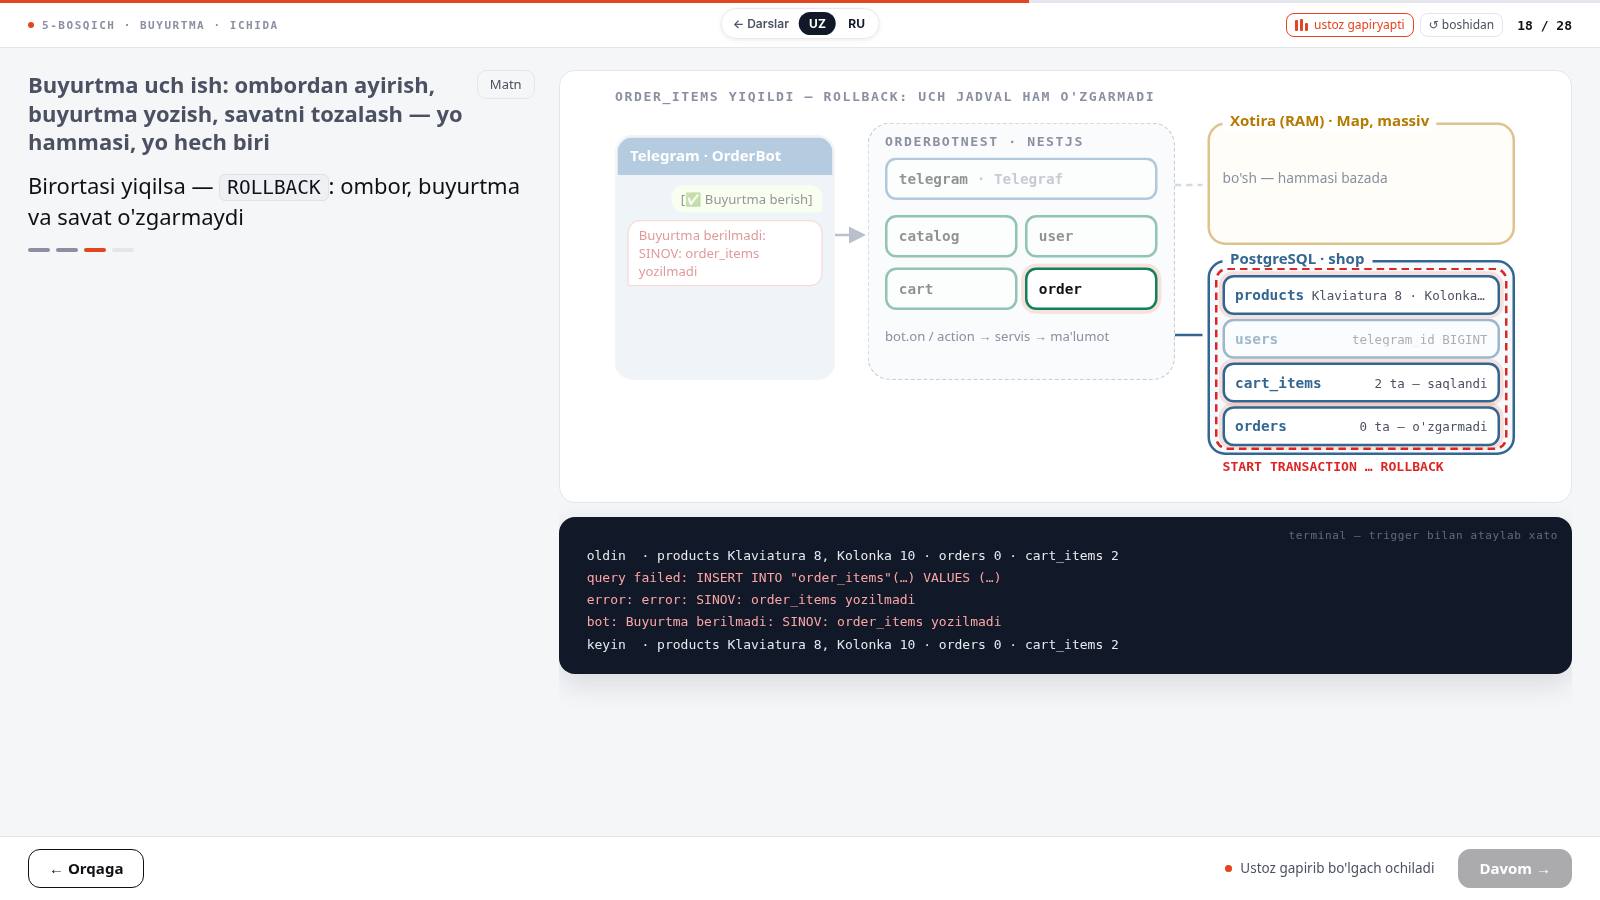 5-BOSQICH · BUYURTMA · ICHIDA
← Darslar UZ RU
ustoz gapiryapti
↺ boshidan
18 / 28
Buyurtma uch ish: ombordan ayirish,
buyurtma yozish, savatni tozalash — yo
hammasi, yo hech biri
Matn
Birortasi yiqilsa — ROLLBACK: ombor, buyurtma
va savat o'zgarmaydi
ORDER_ITEMS YIQILDI — ROLLBACK: UCH JADVAL HAM O'ZGARMADI
Telegram · OrderBot
[✅ Buyurtma berish]
Buyurtma berilmadi:
SINOV: order_items
yozilmadi
ORDERBOTNEST · NESTJS
telegram · Telegraf
catalog
user
cart
order
bot.on / action → servis → ma'lumot
Xotira (RAM) · Map, massiv
bo'sh — hammasi bazada
PostgreSQL · shop
products Klaviatura 8 · Kolonka…
users telegram_id BIGINT
cart_items 2 ta — saqlandi
orders 0 ta — o'zgarmadi
START TRANSACTION … ROLLBACK
terminal — trigger bilan ataylab xato
oldin · products Klaviatura 8, Kolonka 10 · orders 0 · cart_items 2
query failed: INSERT INTO "order_items"(…) VALUES (…)
error: error: SINOV: order_items yozilmadi
bot: Buyurtma berilmadi: SINOV: order_items yozilmadi
keyin · products Klaviatura 8, Kolonka 10 · orders 0 · cart_items 2
← Orqaga
Ustoz gapirib bo'lgach ochiladi
Davom →